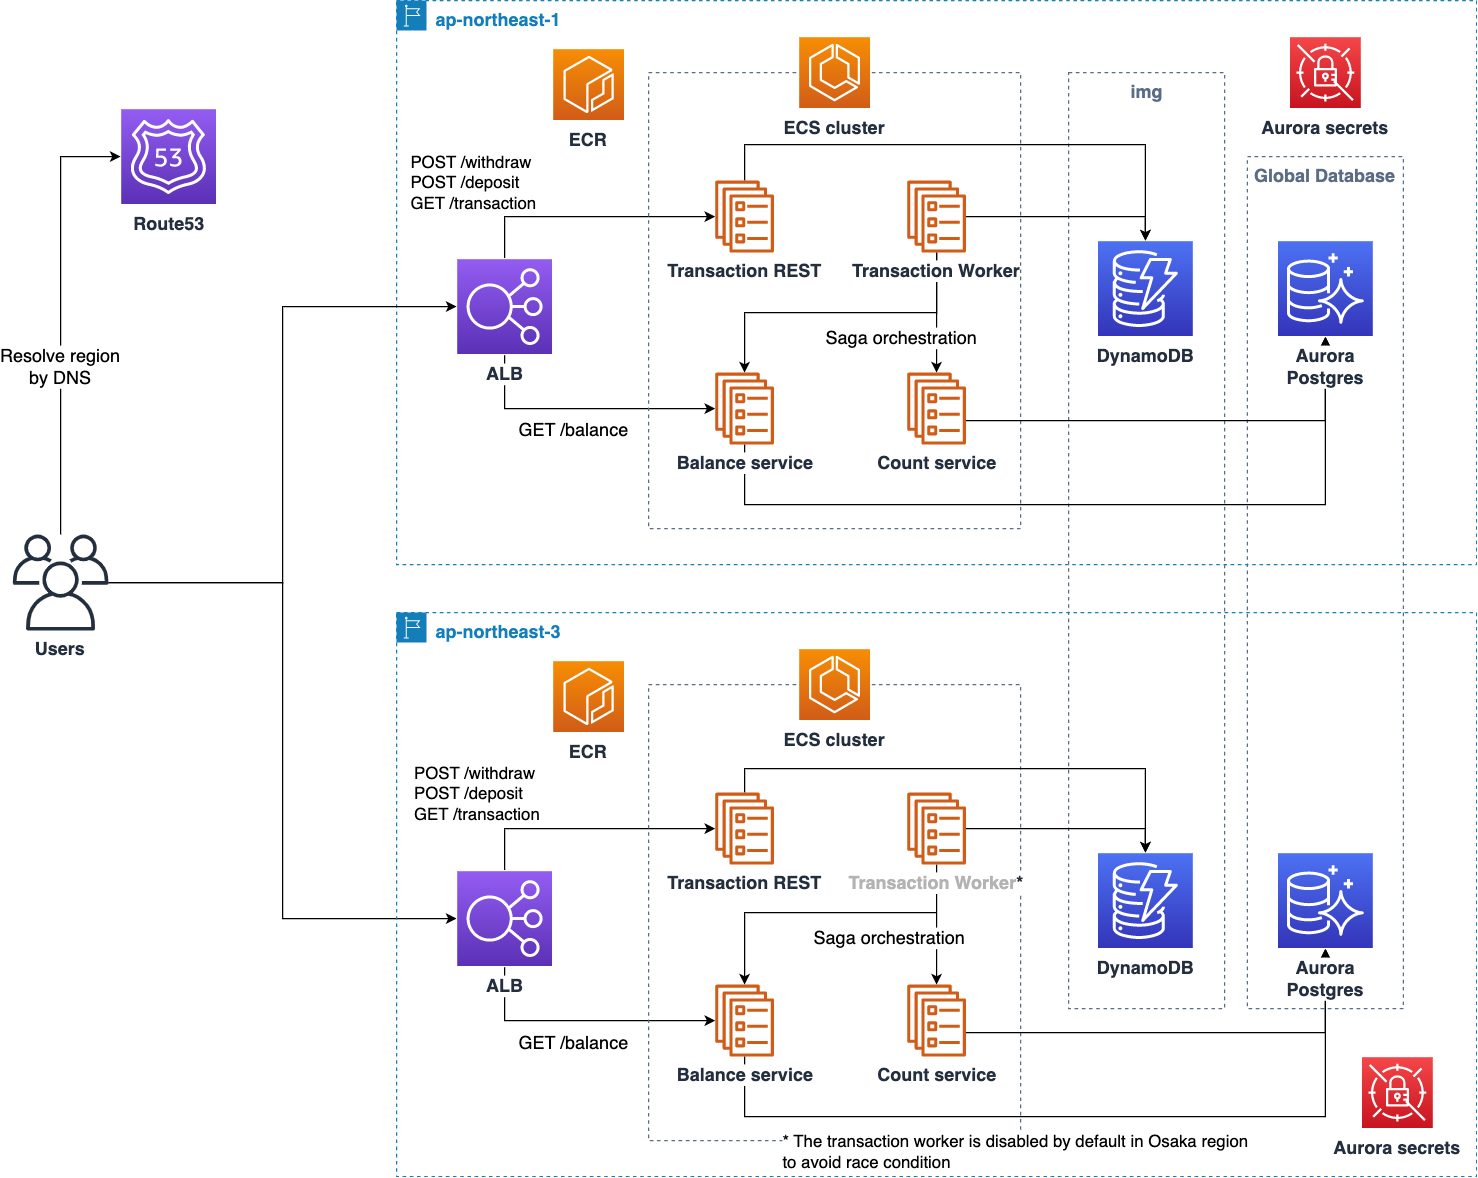 ap-northeast-1
ECR
ECS cluster
img
Aurora secrets
Global Database
53
Route53
POST /withdraw
POST /deposit
GET /transaction
Transaction REST
Transaction Worker
Saga orchestration
DynamoDB
Aurora
Postgres
Resolve region
by DNS
ALB
GET /balance
Balance service
Count service
Users
ap-northeast-3
ECR
ECS cluster
POST /withdraw
POST /deposit
GET /transaction
Transaction REST
Transaction Worker*
Saga orchestration
DynamoDB
Aurora
Postgres
ALB
GET /balance
Balance service
Count service
* The transaction worker is disabled by default in Osaka region
to avoid race condition
Aurora secrets